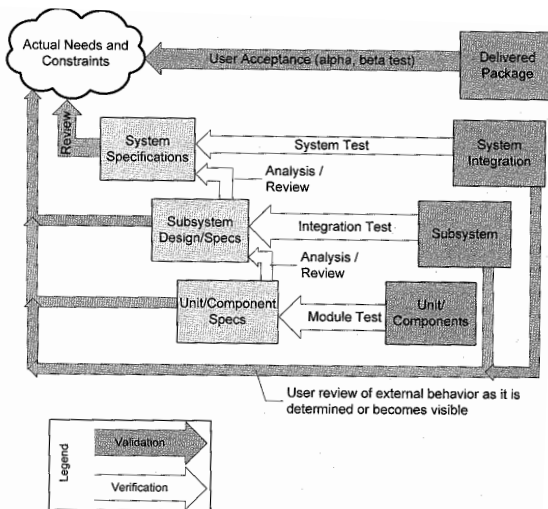 Actual Needs and
Constraints
User Acceptance (alpha, beta test)
Delivered
Package
Review
System
Specifications
System Test
System
Integration
Analysis /
Review
Subsystem
Design/Specs
Integration Test
Subsystem
Analysis /
Review
Unit/Component
Specs
Module Test
Unit/
Components
User review of external behavior as it is
determined or becomes visible
Legend
Validation
Verification